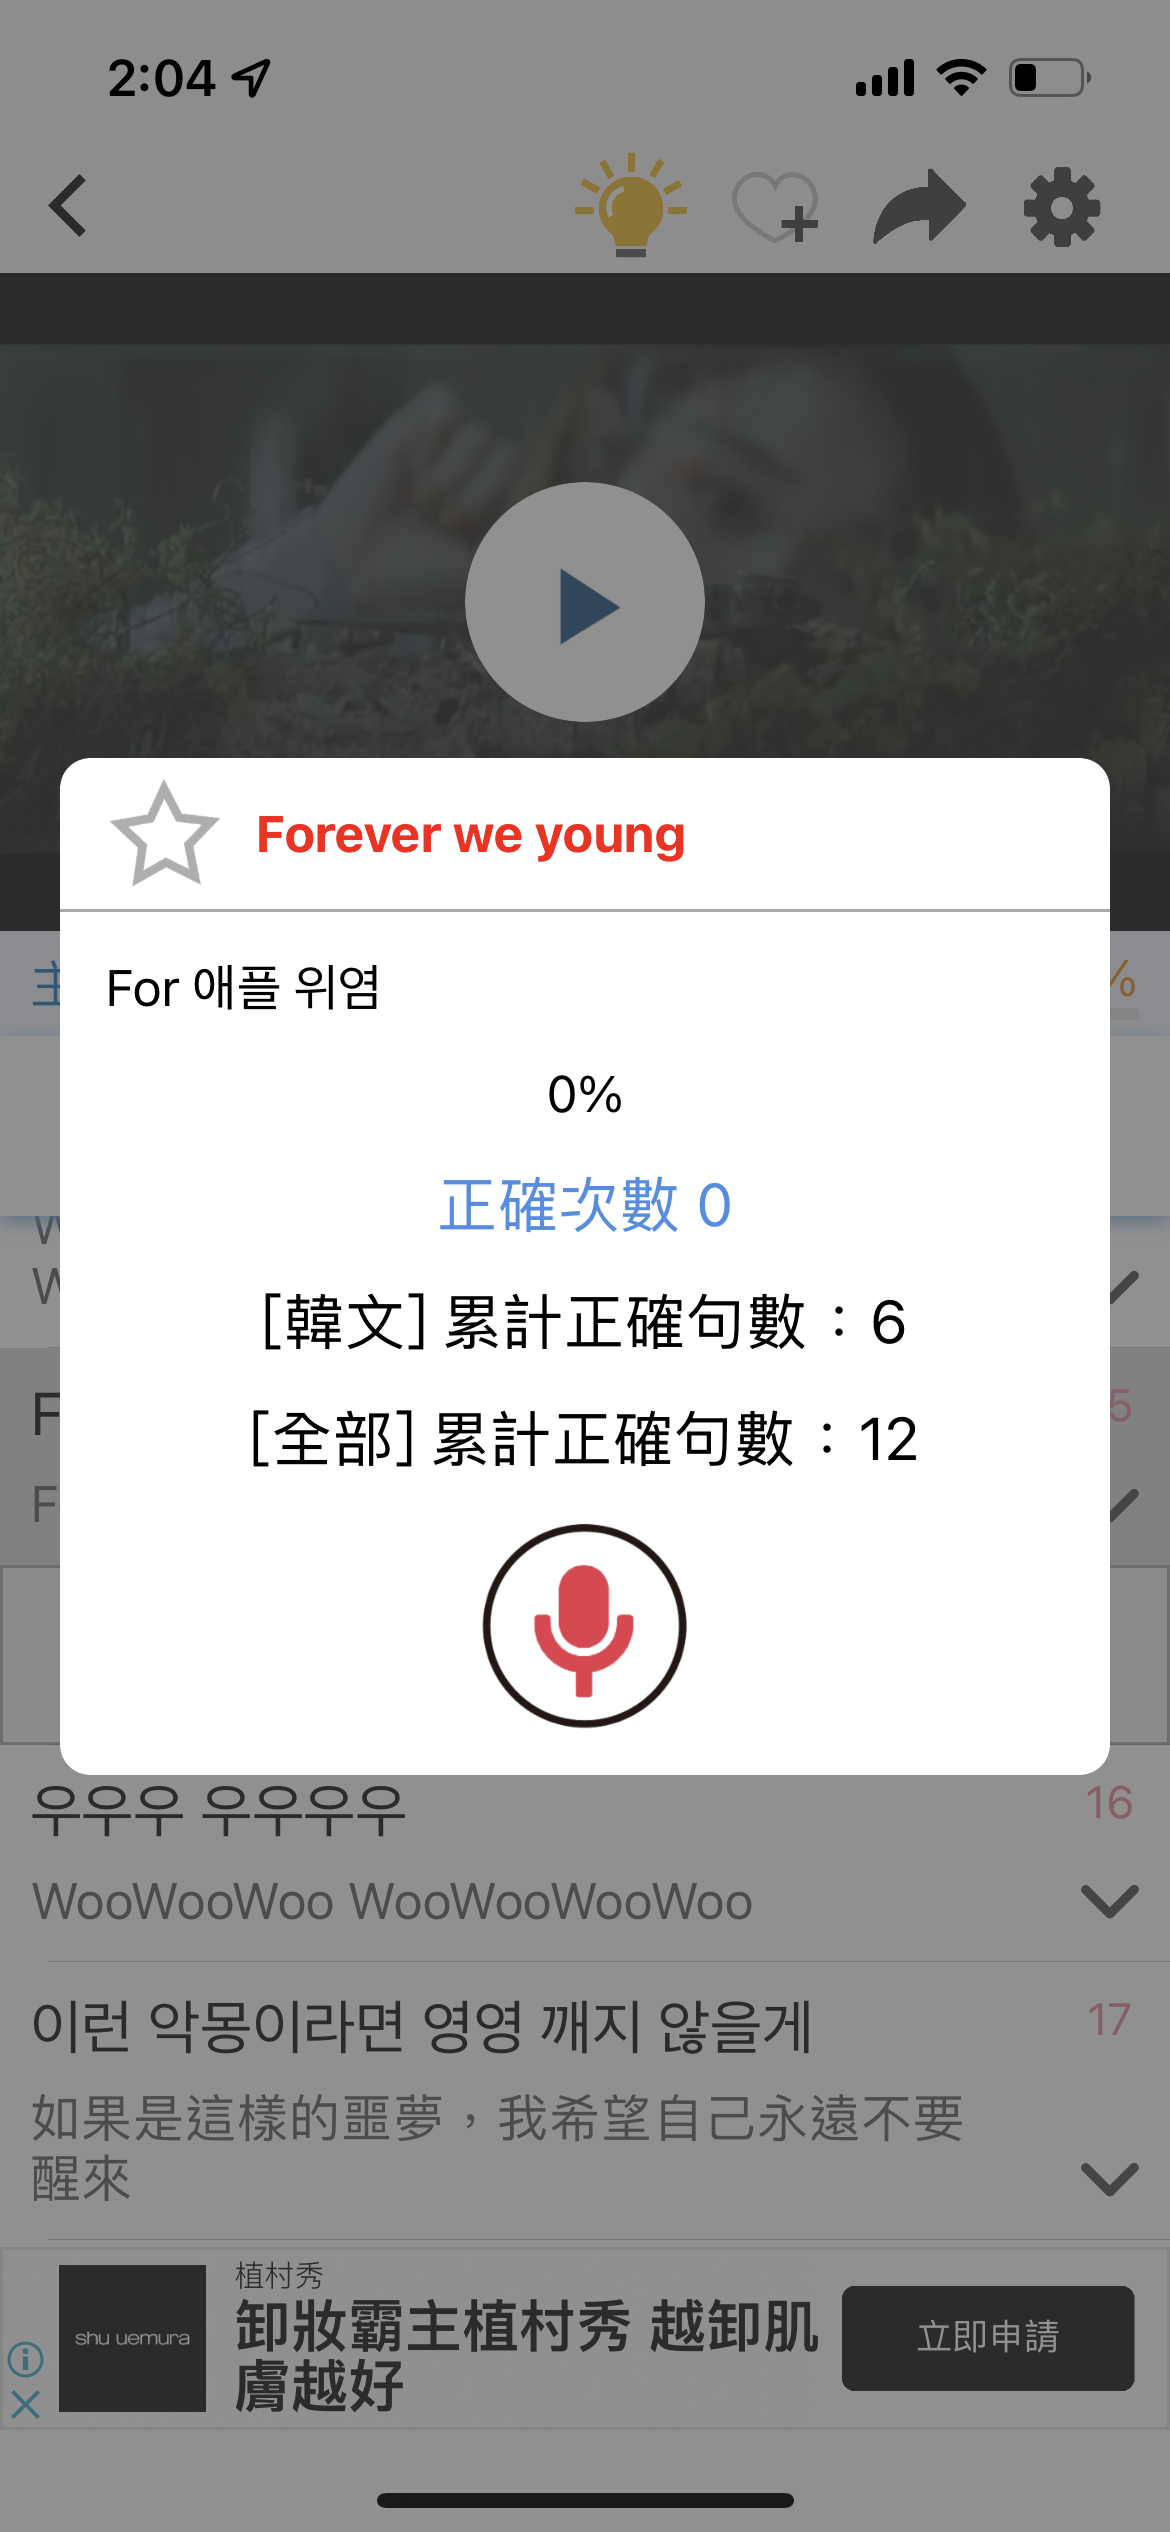 2:04
Forever we young
主
%
For 애플 위염
0%
正確次數 0
[韓文] 累計正確句數：6
[全部] 累計正確句數：12
W
W
F
5
F
우우우 우우우우
16
WooWooWoo WooWooWooWoo
이런 악몽이라면 영영 깨지 않을게
17
如果是這樣的噩夢，我希望自己永遠不要
醒來
shu uemura
植村秀
卸妝霸主植村秀 越卸肌
膚越好
立即申請